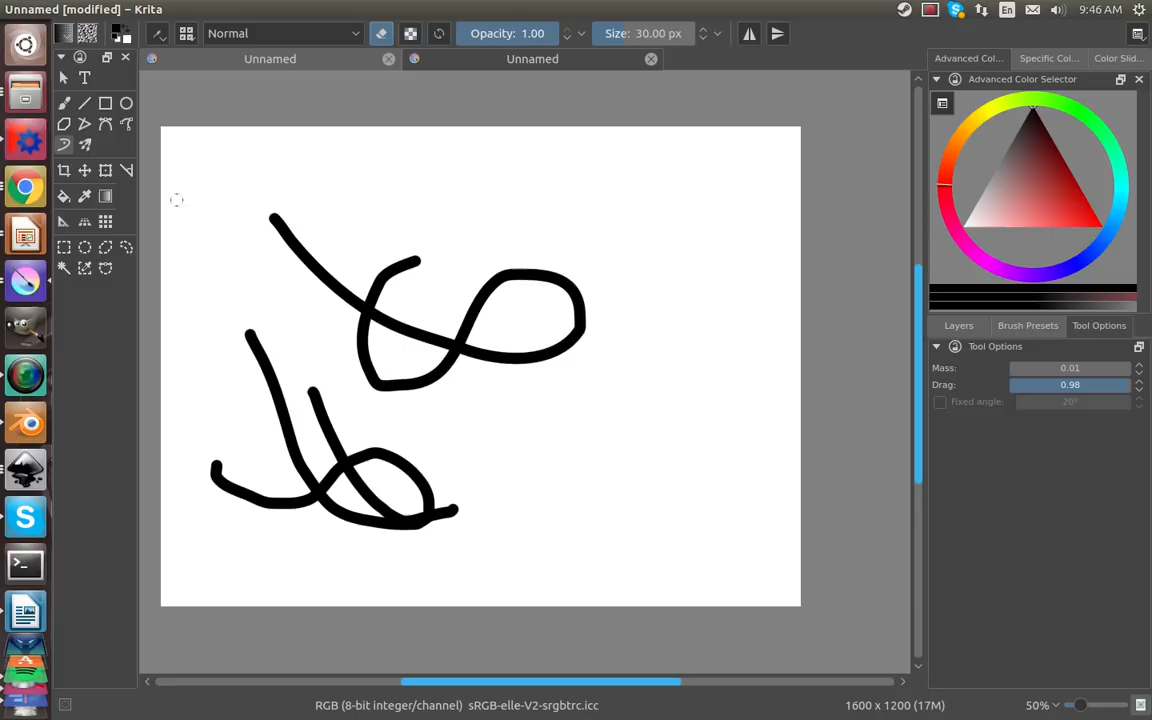 Unnamed [modified] - Krita
En
9:46 AM
Normal
Opacity: 1.00
Size: 30.00 px
Unnamed
Unnamed
Advanced Col...
Specific Col...
Color Slid...
Advanced Color Selector
Layers
Brush Presets
Tool Options
Tool Options
Mass:
0.01
Drag:
0.98
Fixed angle:
20°
RGB (8-bit integer/channel) sRGB-elle-V2-srgbtrc.icc
1600 x 1200 (17M)
50%